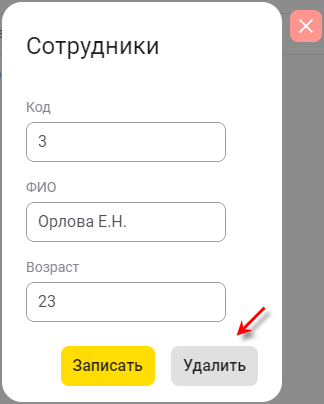 Сотрудники
Код
3
ФИО
Орлова Е.Н.
Возраст
23
Записать Удалить